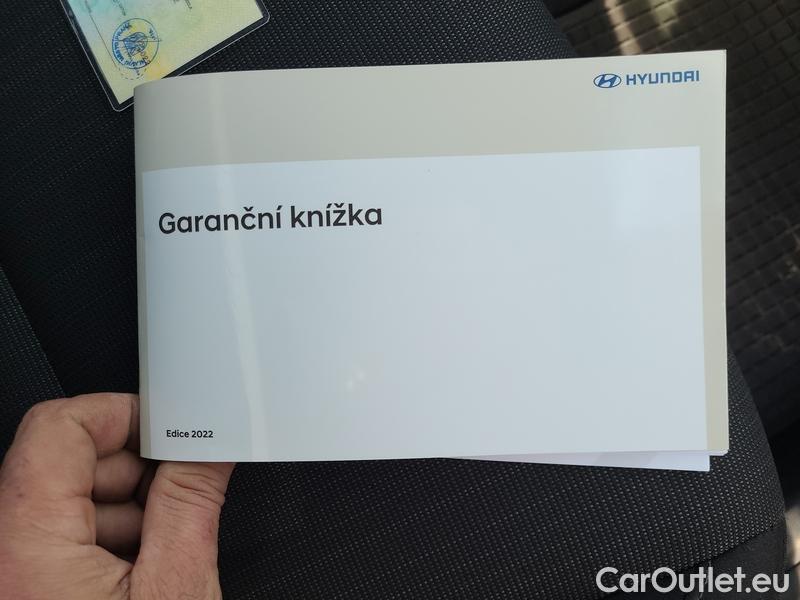 HYUNDAI
Garanční knížka
Edice 2022
CarOutlet.eu